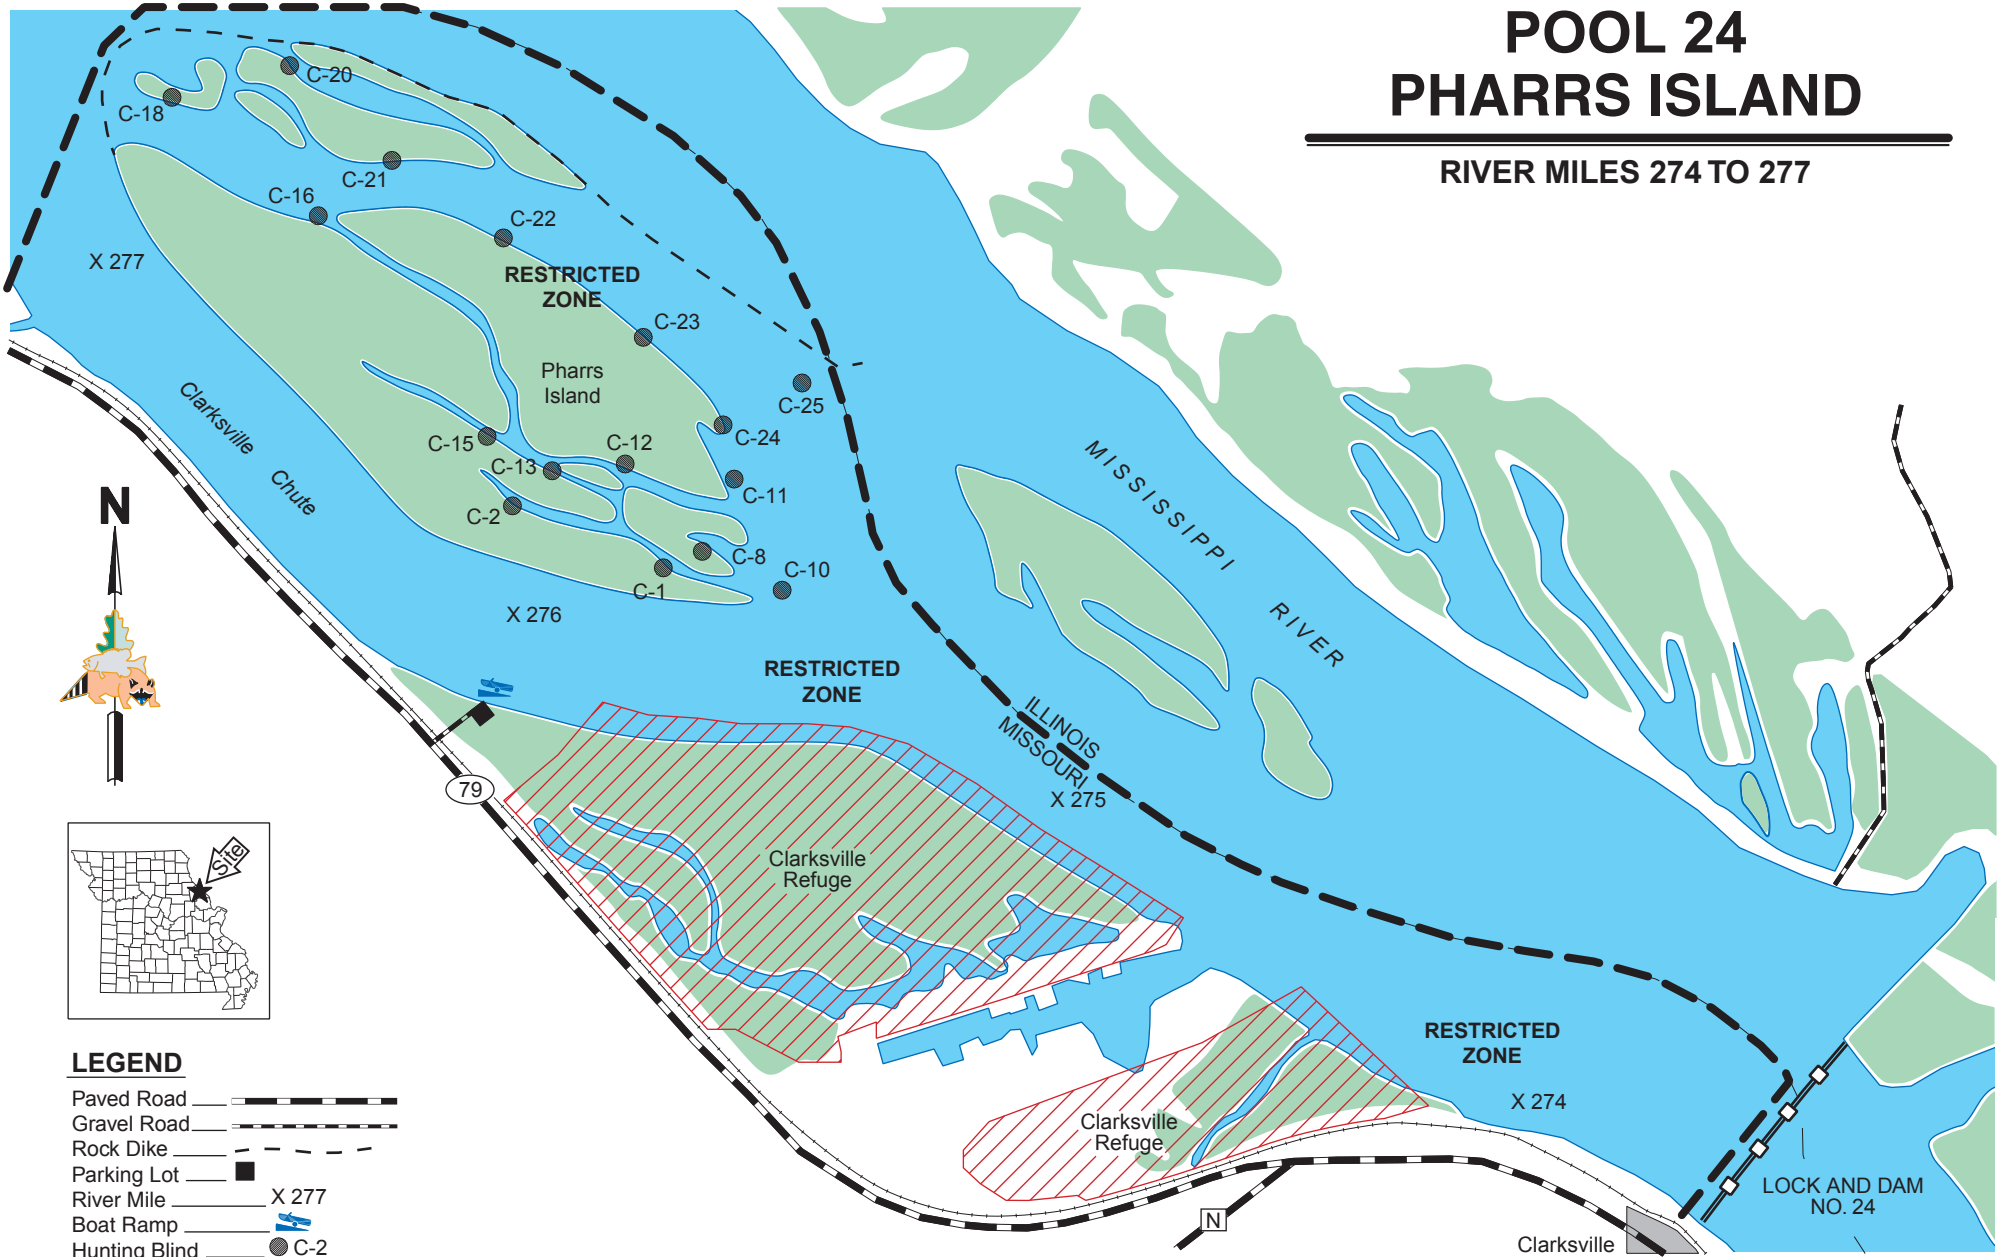 POOL 24
PHARRS ISLAND
RIVER MILES 274 TO 277
C-20
C-18
C-21
C-16
C-22
X 277
RESTRICTED
ZONE
C-23
Pharrs
Island
C-25
Clarksville
Chute
C-24
C-15
C-12
C-13
C-11
C-2
C-8
C-10
C-1
X 276
MISSISSIPPI
RIVER
N
RESTRICTED
ZONE
ILLINOIS
MISSOURI
X 275
79
Clarksville
Refuge
Site
RESTRICTED
ZONE
X 274
Clarksville
Refuge
LOCK AND DAM
NO. 24
N
Clarksville
LEGEND
Paved Road
Gravel Road
Rock Dike
Parking Lot
River Mile X 277
Boat Ramp
Hunting Blind C-2